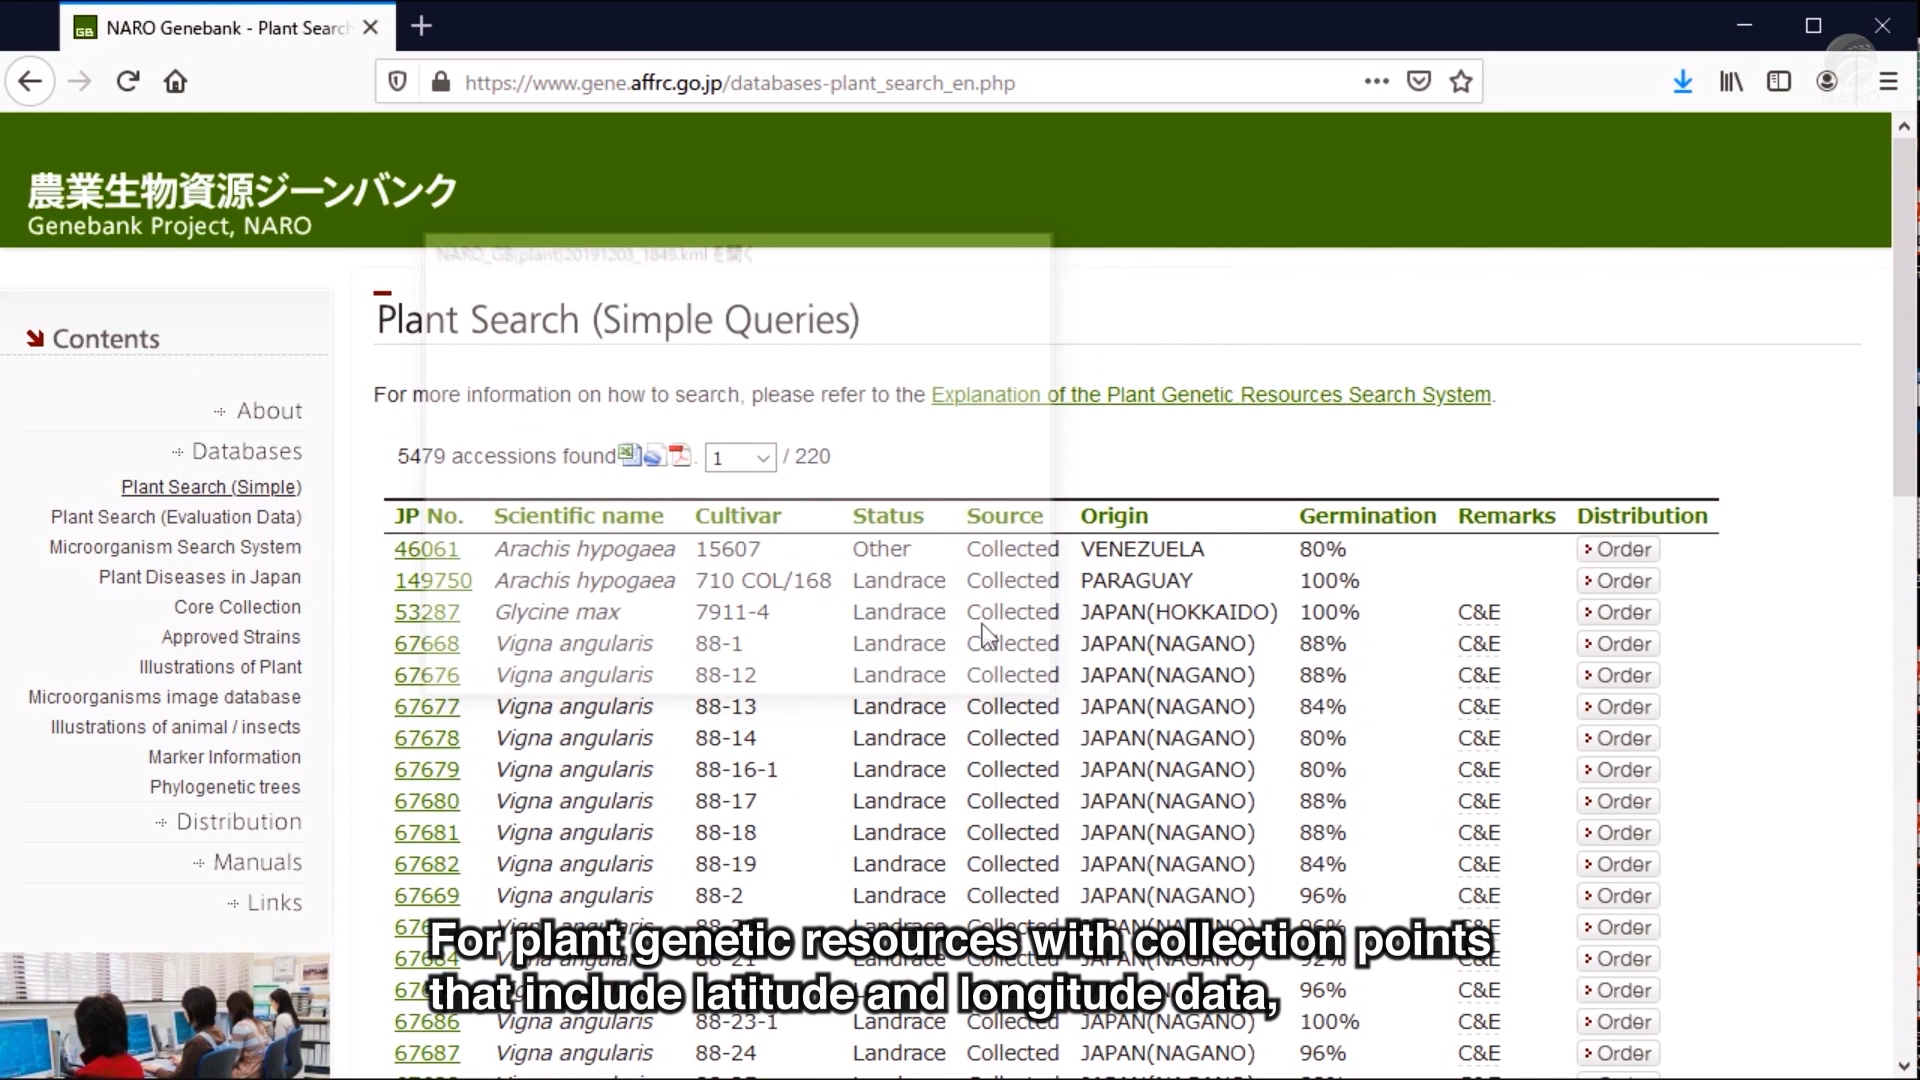 NARO Genebank - Plant Search
https://www.gene.affrc.go.jp/databases-plant_search_en.php
農業生物資源ジーンバンク
Genebank Project, NARO
NARO_GB(plant)20191203_1649.kml を開く
Contents
About
Databases
Plant Search (Simple)
Plant Search (Evaluation Data)
Microorganism Search System
Plant Diseases in Japan
Core Collection
Approved Strains
Illustrations of Plant
Microorganisms image database
Illustrations of animal / insects
Marker Information
Phylogenetic trees
Distribution
Manuals
Links
Plant Search (Simple Queries)
For more information on how to search, please refer to the Explanation of the Plant Genetic Resources Search System.
5479 accessions found . 1 / 220
JP No. Scientific name Cultivar Status Source Origin Germination Remarks Distribution
46061 Arachis hypogaea 15607 Other Collected VENEZUELA 80% Order
149750 Arachis hypogaea 710 COL/168 Landrace Collected PARAGUAY 100% Order
53287 Glycine max 7911-4 Landrace Collected JAPAN(HOKKAIDO) 100% C&E Order
67668 Vigna angularis 88-1 Landrace Collected JAPAN(NAGANO) 88% C&E Order
67676 Vigna angularis 88-12 Landrace Collected JAPAN(NAGANO) 88% C&E Order
67677 Vigna angularis 88-13 Landrace Collected JAPAN(NAGANO) 84% C&E Order
67678 Vigna angularis 88-14 Landrace Collected JAPAN(NAGANO) 80% C&E Order
67679 Vigna angularis 88-16-1 Landrace Collected JAPAN(NAGANO) 80% C&E Order
67680 Vigna angularis 88-17 Landrace Collected JAPAN(NAGANO) 88% C&E Order
67681 Vigna angularis 88-18 Landrace Collected JAPAN(NAGANO) 88% C&E Order
67682 Vigna angularis 88-19 Landrace Collected JAPAN(NAGANO) 84% C&E Order
67669 Vigna angularis 88-2 Landrace Collected JAPAN(NAGANO) 96% C&E Order
Order
C&E Order
96% C&E Order
67686 Vigna angularis 88-23-1 Landrace Collected JAPAN(NAGANO) 100% C&E Order
67687 Vigna angularis 88-24 Landrace Collected JAPAN(NAGANO) 96% C&E Order
For plant genetic resources with collection points
that include latitude and longitude data,